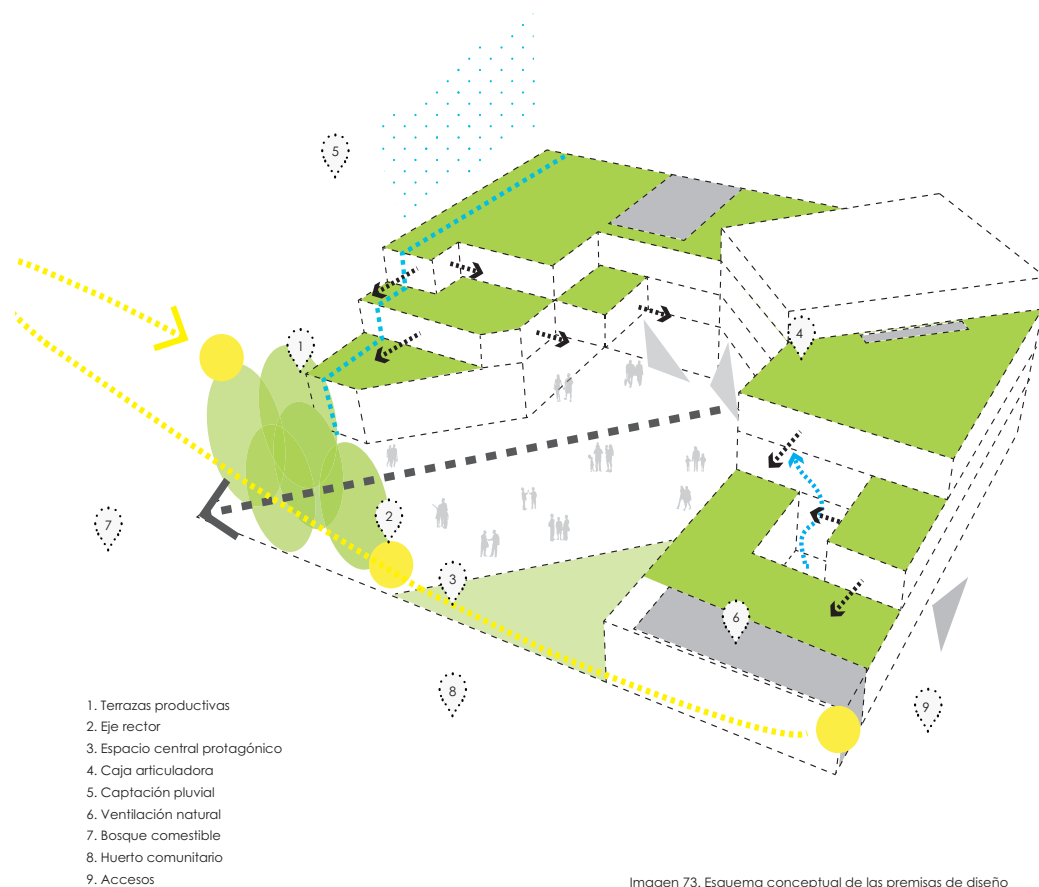 5
1
4
2
7
3
6
8
9
1. Terrazas productivas
2. Eje rector
3. Espacio central protagónico
4. Caja articuladora
5. Captación pluvial
6. Ventilación natural
7. Bosque comestible
8. Huerto comunitario
9. Accesos
Imagen 73. Esquema conceptual de las premisas de diseño